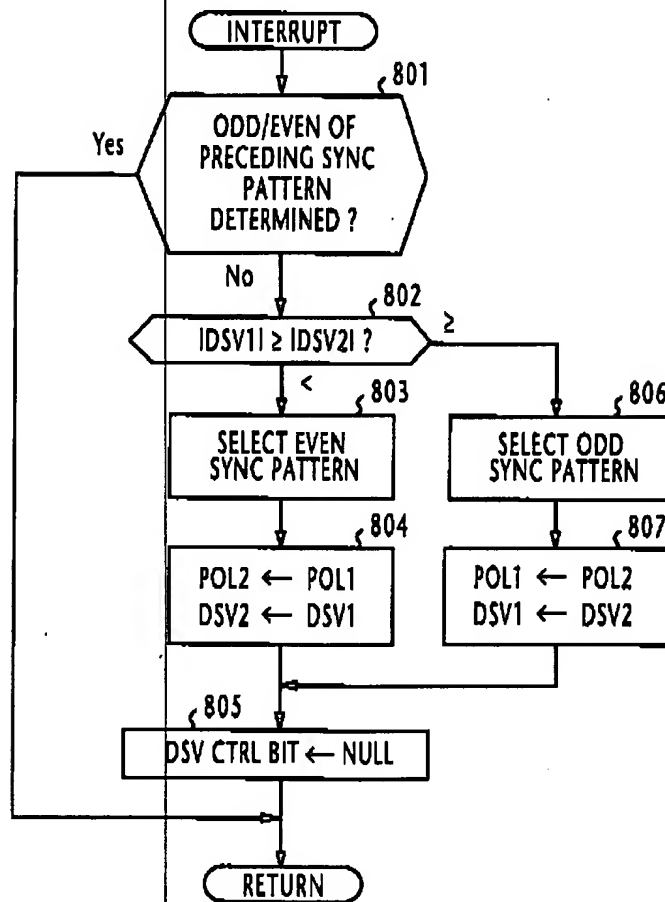 INTERRUPT
801
ODD/EVEN OF
PRECEDING SYNC
PATTERN
DETERMINED ?
Yes
No
802
|DSV1| ≥ |DSV2| ?
≥
<
803
SELECT EVEN
SYNC PATTERN
806
SELECT ODD
SYNC PATTERN
804
POL2 ← POL1
DSV2 ← DSV1
807
POL1 ← POL2
DSV1 ← DSV2
805
DSV CTRL BIT ← NULL
RETURN